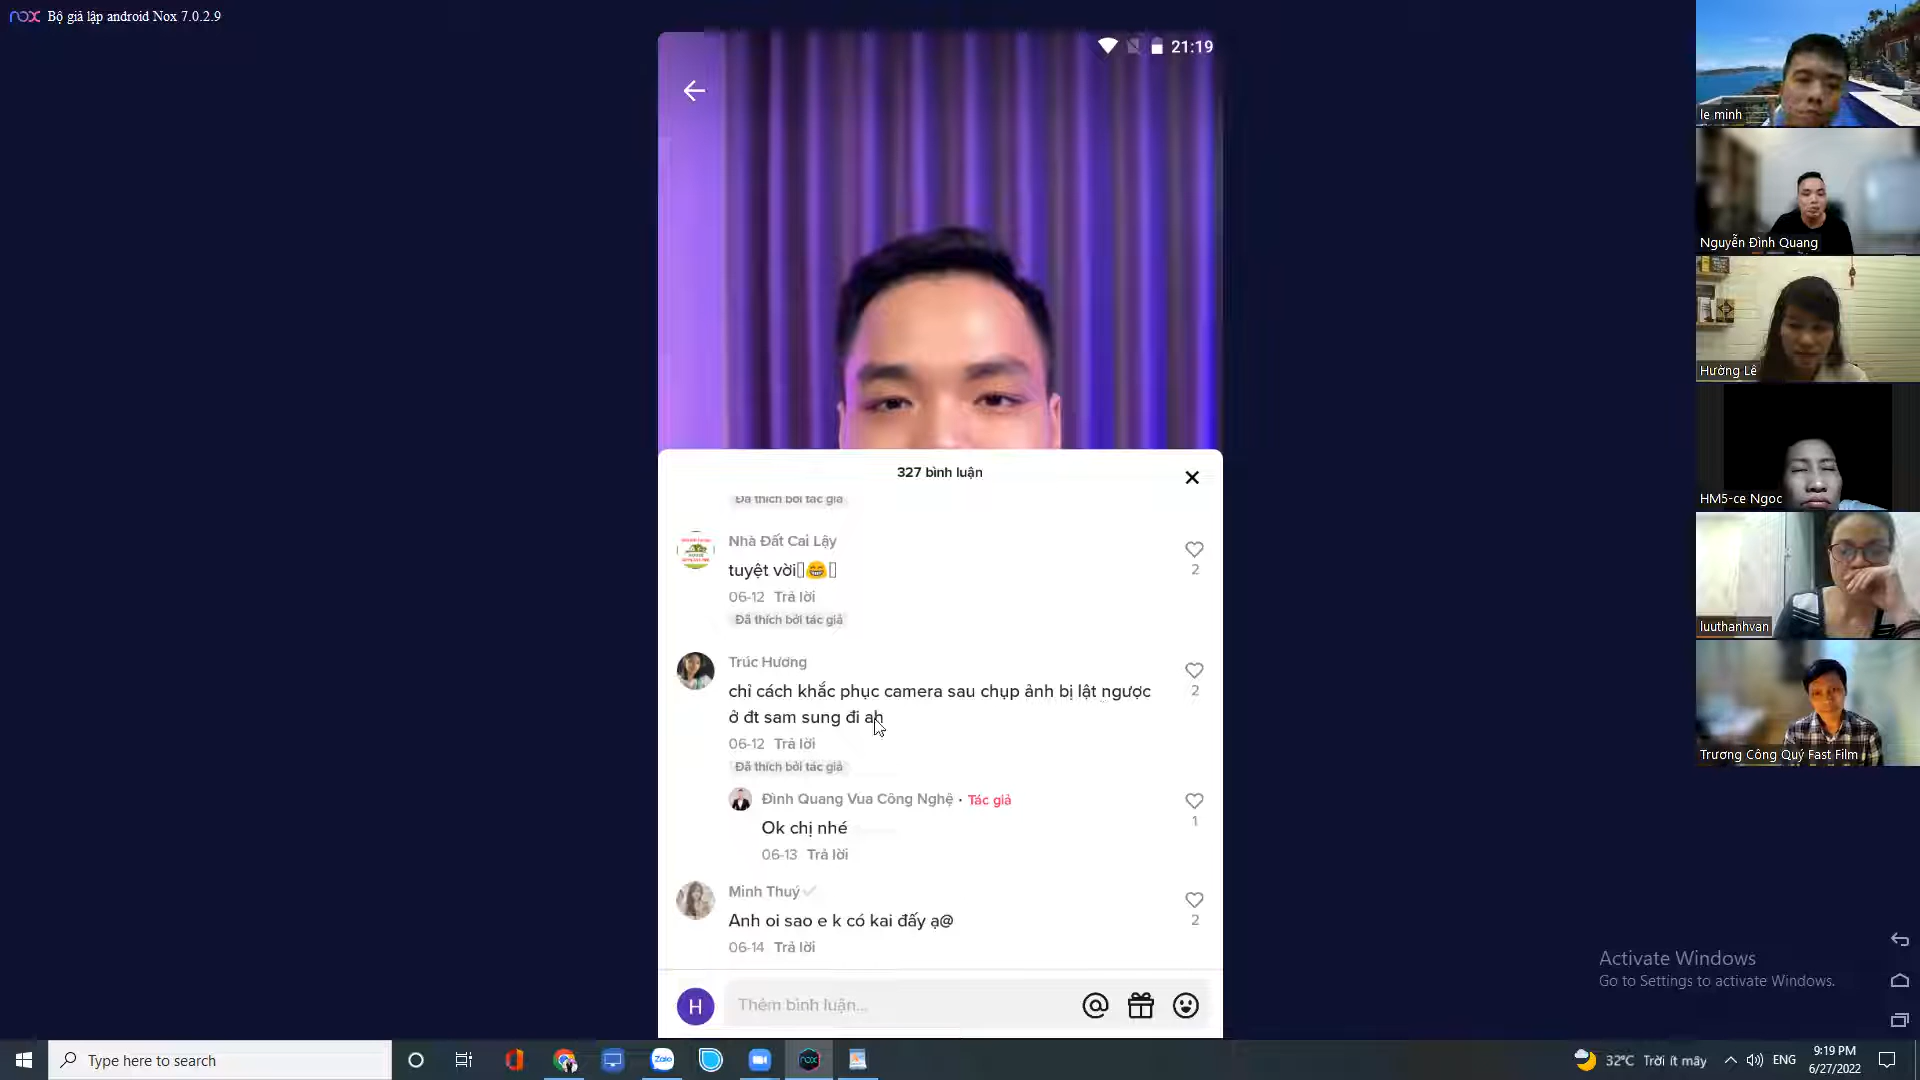 nox Bộ giả lập android Nox 7.0.2.9
21:19
327 bình luận
Đã thích bởi tác giả
Nhà Đất Cai Lậy
tuyệt vời😁
2
06-12 Trả lời
Đã thích bởi tác giả
Trúc Hương
chỉ cách khắc phục camera sau chụp ảnh bị lật ngược
ở đt sam sung đi ah
2
06-12 Trả lời
Đã thích bởi tác giả
Đình Quang Vua Công Nghệ · Tác giả
Ok chị nhé
1
06-13 Trả lời
Minh Thuý
Anh oi sao e k có kai đấy ạ@
2
06-14 Trả lời
H
Thêm bình luận...
le minh
Nguyễn Đình Quang
Hường Lê
HM5-ce Ngoc
luuthanhvan
Trương Công Quý Fast Film
Activate Windows
Go to Settings to activate Windows.
Type here to search
Zalo
nox
32°C Trời ít mây
ENG
9:19 PM
6/27/2022